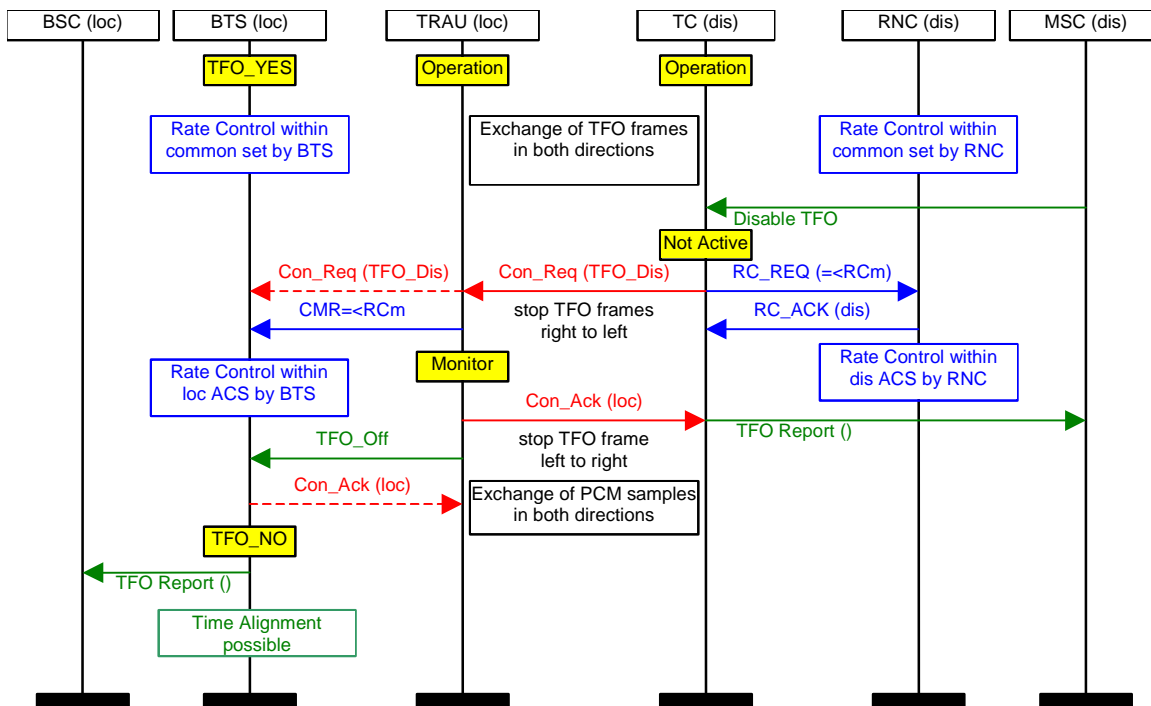 BSC (loc)
BTS (loc)
TRAU (loc)
TC (dis)
RNC (dis)
MSC (dis)
TFO_YES
Operation
Operation
Rate Control within
common set by BTS
Exchange of TFO frames
in both directions
Rate Control within
common set by RNC
Disable TFO
Not Active
Con_Req (TFO_Dis)
Con_Req (TFO_Dis)
RC_REQ (=<RCm)
CMR=<RCm
stop TFO frames
right to left
RC_ACK (dis)
Monitor
Rate Control within
loc ACS by BTS
Rate Control within
dis ACS by RNC
Con_Ack (loc)
TFO Report ()
TFO_Off
stop TFO frame
left to right
Con_Ack (loc)
Exchange of PCM samples
in both directions
TFO_NO
TFO Report ()
Time Alignment
possible